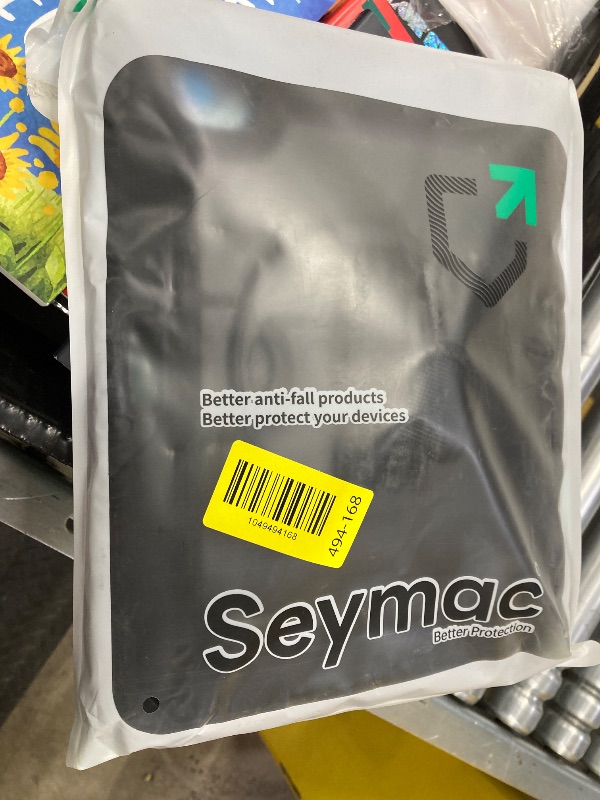 Better anti-fall products
Better protect your devices
1049494168
494-168
Seymac
Better Protection